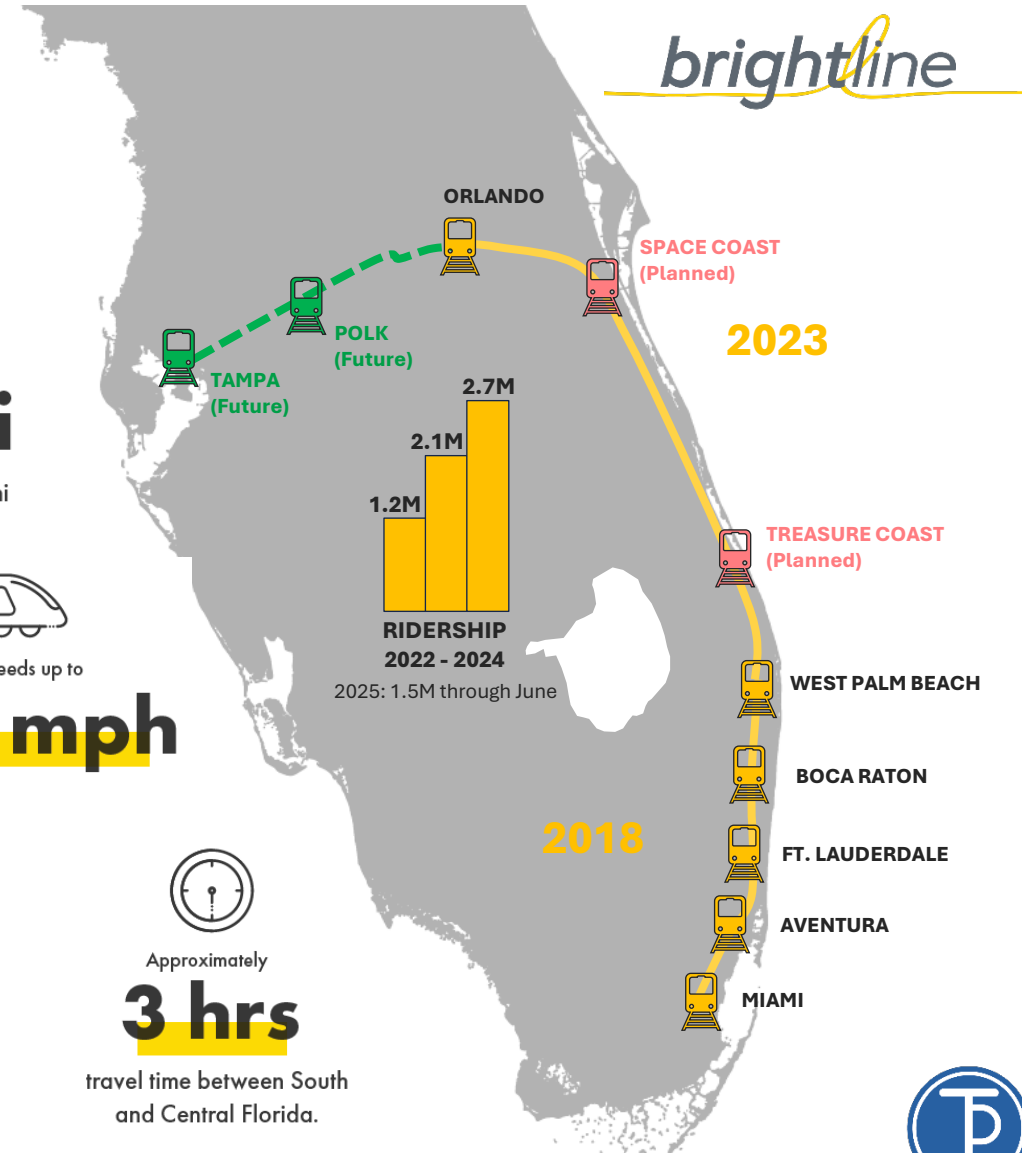 brightline
ORLANDO
SPACE COAST
(Planned)
2023
POLK
(Future)
TAMPA
(Future)
2.7M
2.1M
1.2M
RIDERSHIP
2022 - 2024
2025: 1.5M through June
TREASURE COAST
(Planned)
WEST PALM BEACH
up to
mph
BOCA RATON
2018
FT. LAUDERDALE
AVENTURA
MIAMI
Approximately
3 hrs
travel time between South
and Central Florida.